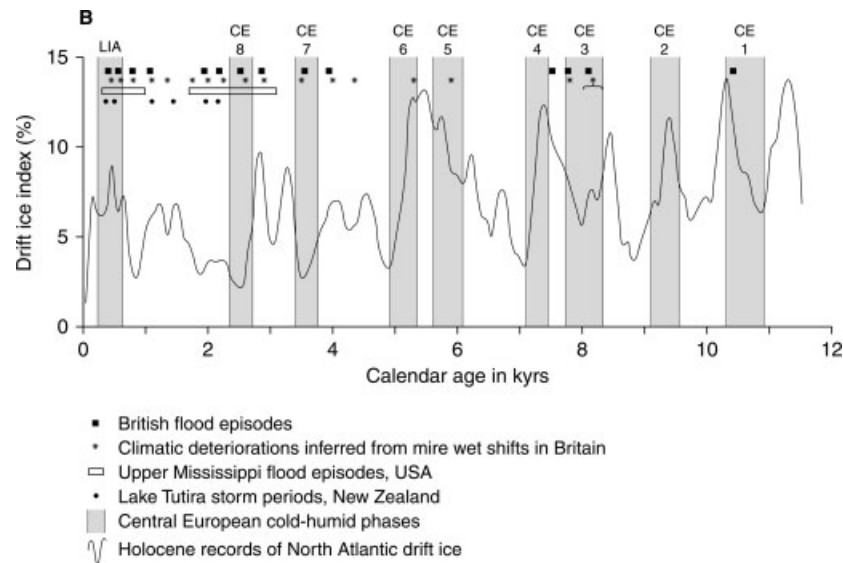 B
LIA
CE
8
CE
7
CE
6
CE
5
CE
4
CE
3
CE
2
CE
1
15
10
5
0
Drift ice index (%)
0
2
4
6
8
10
12
Calendar age in kyrs
British flood episodes
Climatic deteriorations inferred from mire wet shifts in Britain
Upper Mississippi flood episodes, USA
Lake Tutira storm periods, New Zealand
Central European cold-humid phases
Holocene records of North Atlantic drift ice